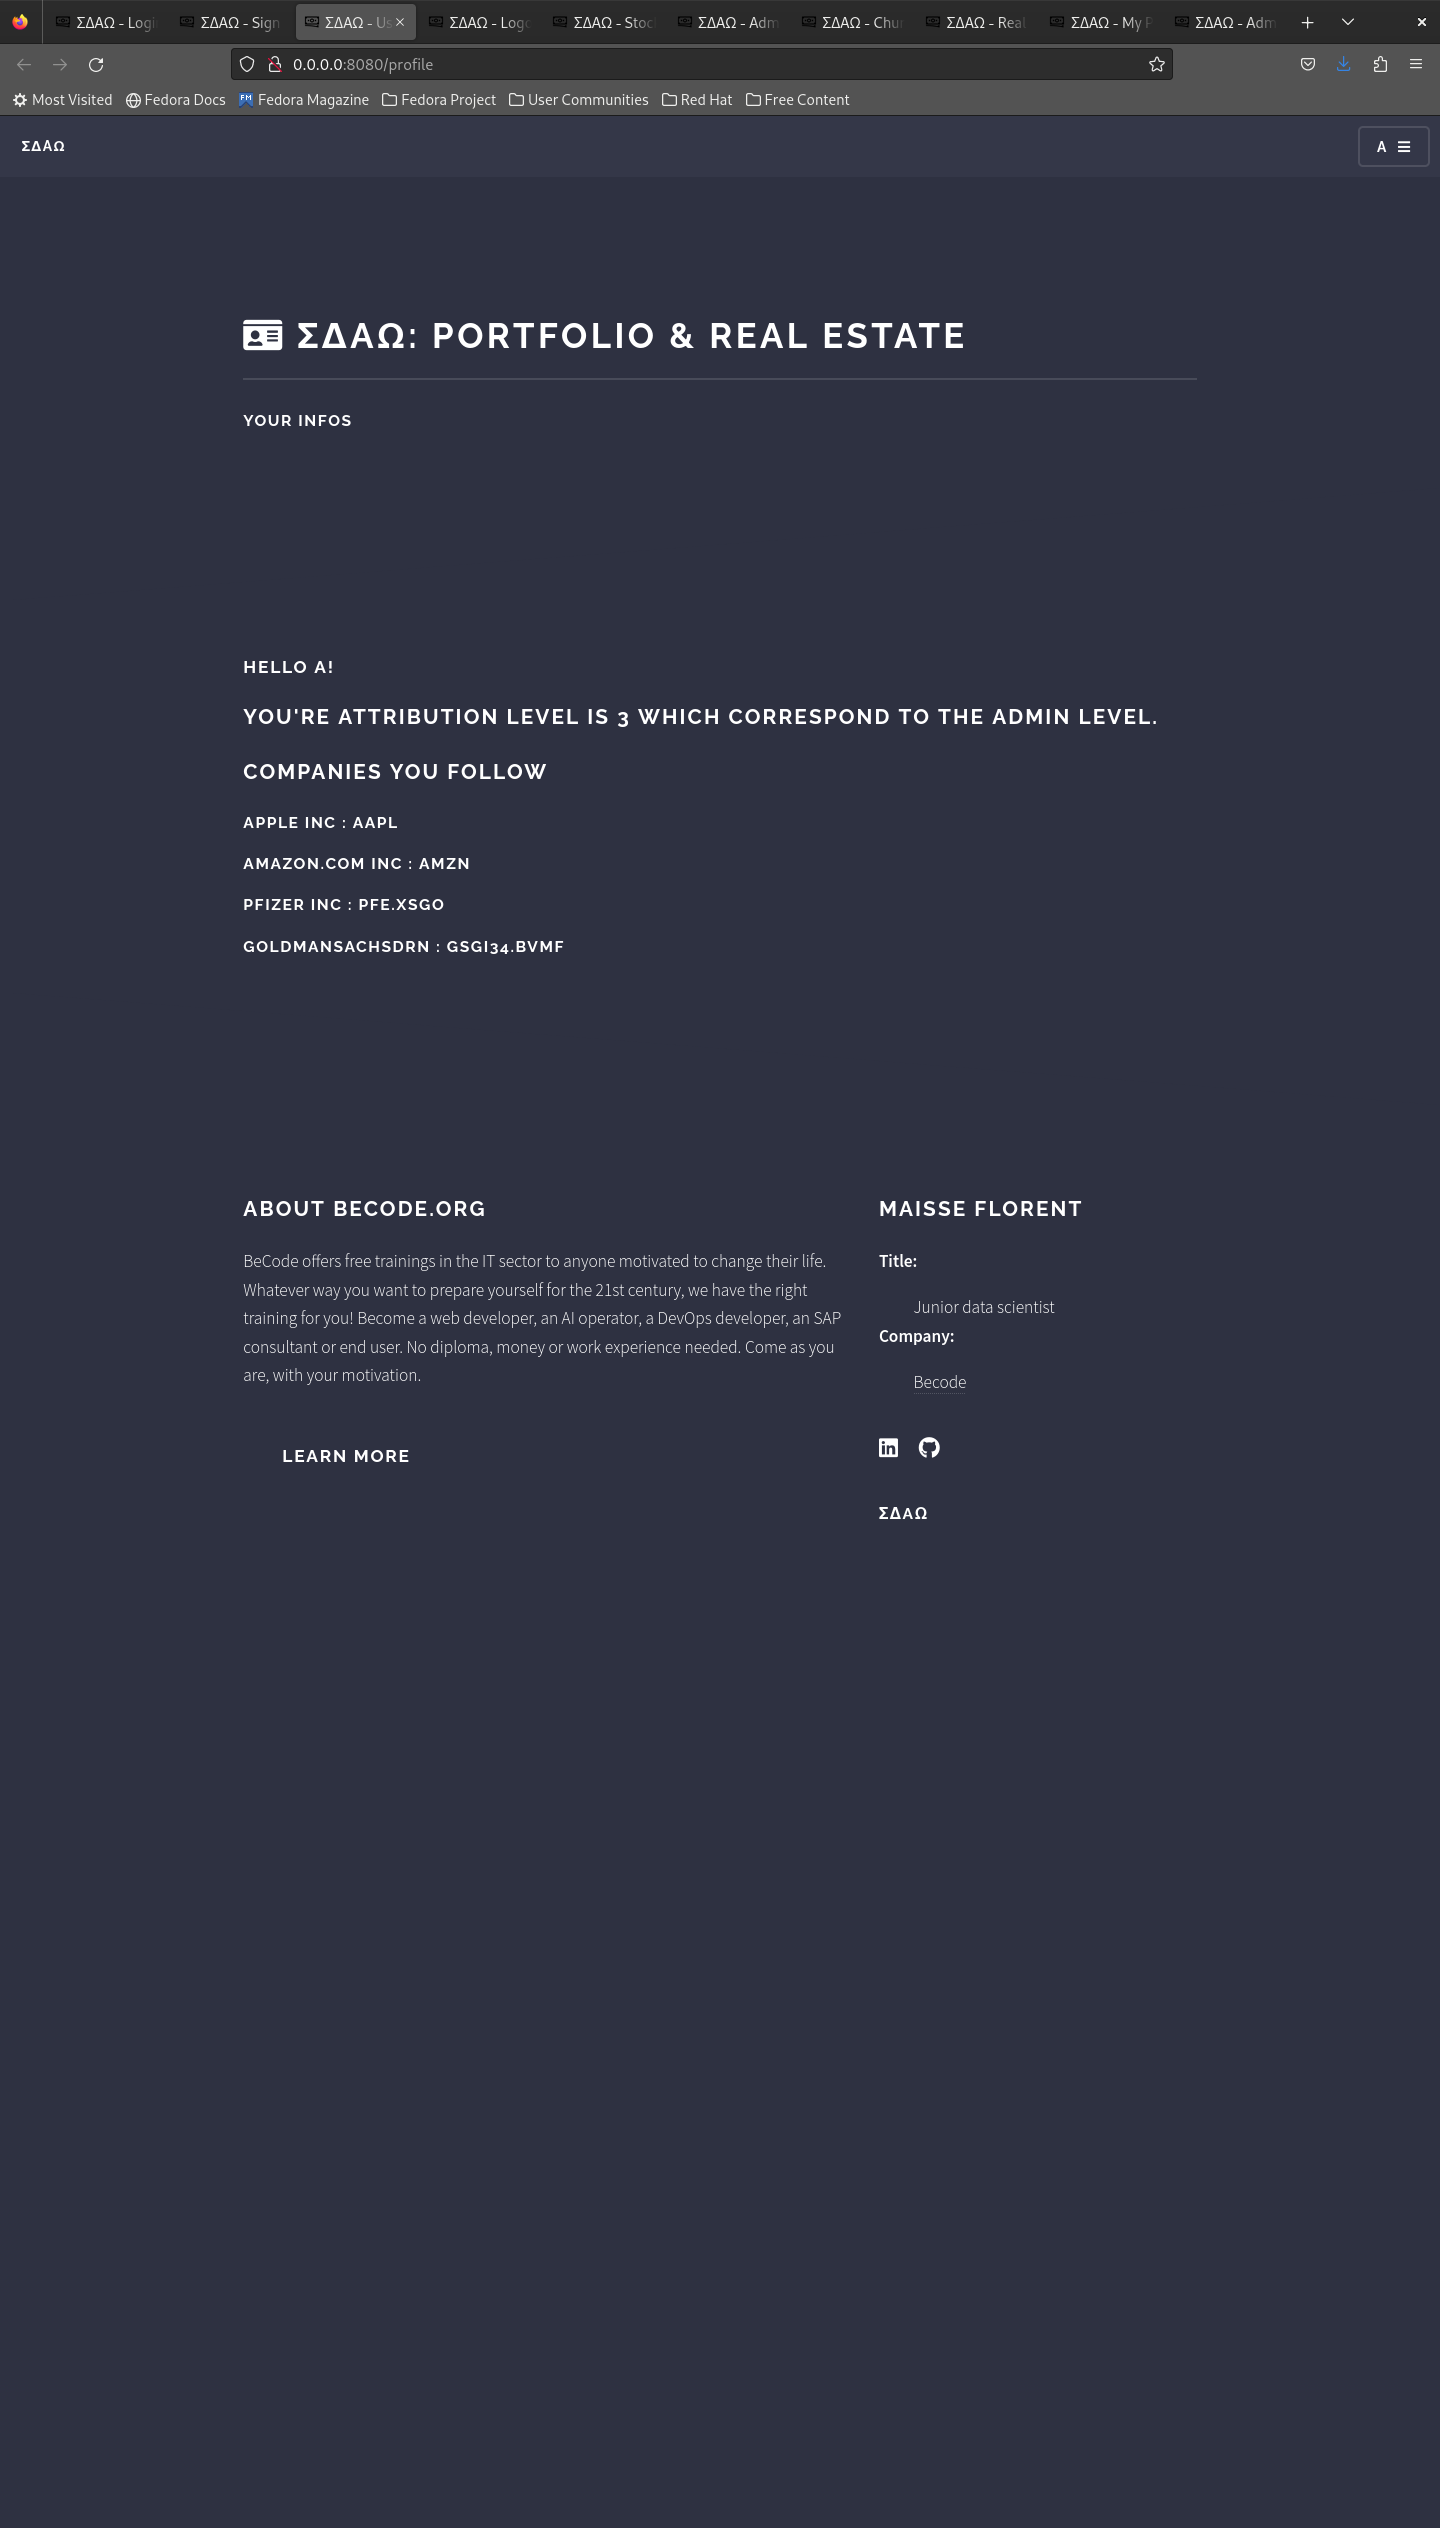 ΣΔΑΩ - Logi
ΣΔΑΩ - Sign
ΣΔΑΩ - Us
ΣΔΑΩ - Logo
ΣΔΑΩ - Stoc
ΣΔΑΩ - Adm
ΣΔΑΩ - Chur
ΣΔΑΩ - Real
ΣΔΑΩ - My P
ΣΔΑΩ - Adm
0.0.0.0:8080/profile
Most Visited
Fedora Docs
Fedora Magazine
Fedora Project
User Communities
Red Hat
Free Content
ΣΔΑΩ
A
ΣΔΑΩ: PORTFOLIO & REAL ESTATE
YOUR INFOS
HELLO A!
YOU'RE ATTRIBUTION LEVEL IS 3 WHICH CORRESPOND TO THE ADMIN LEVEL.
COMPANIES YOU FOLLOW
APPLE INC : AAPL
AMAZON.COM INC : AMZN
PFIZER INC : PFE.XSGO
GOLDMANSACHSDRN : GSGI34.BVMF
ABOUT BECODE.ORG
BeCode offers free trainings in the IT sector to anyone motivated to change their life.
Whatever way you want to prepare yourself for the 21st century, we have the right
training for you! Become a web developer, an AI operator, a DevOps developer, an SAP
consultant or end user. No diploma, money or work experience needed. Come as you
are, with your motivation.
LEARN MORE
MAISSE FLORENT
Title:
Junior data scientist
Company:
Becode
ΣΔΑΩ